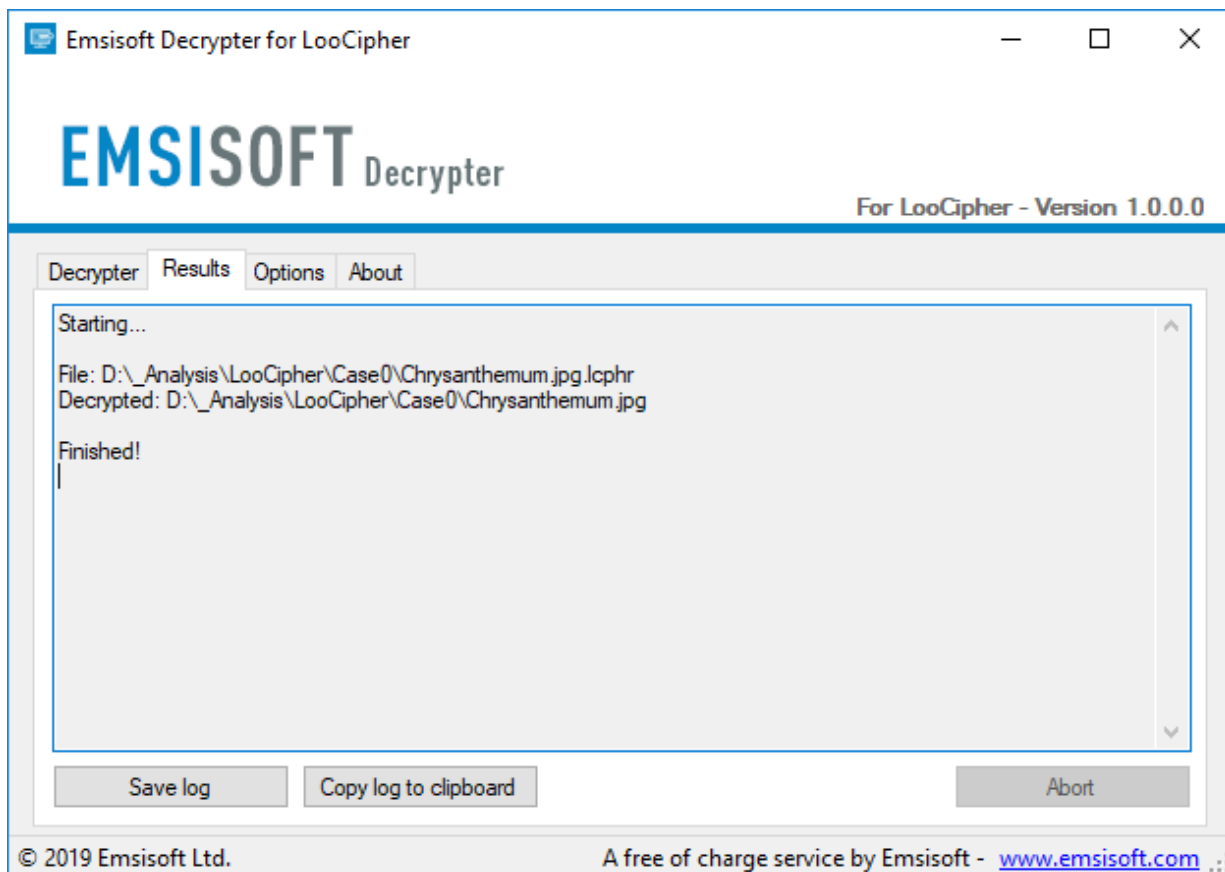 Emsisoft Decrypter for LooCipher
EMSISOFT Decrypter
For LooCipher - Version 1.0.0.0
Decrypter Results Options About
Starting...
File: D:\_Analysis\LooCipher\Case0\Chrysanthemum.jpg.lcphr
Decrypted: D:\_Analysis\LooCipher\Case0\Chrysanthemum.jpg
Finished!
Save log Copy log to clipboard Abort
© 2019 Emsisoft Ltd. A free of charge service by Emsisoft - www.emsisoft.com